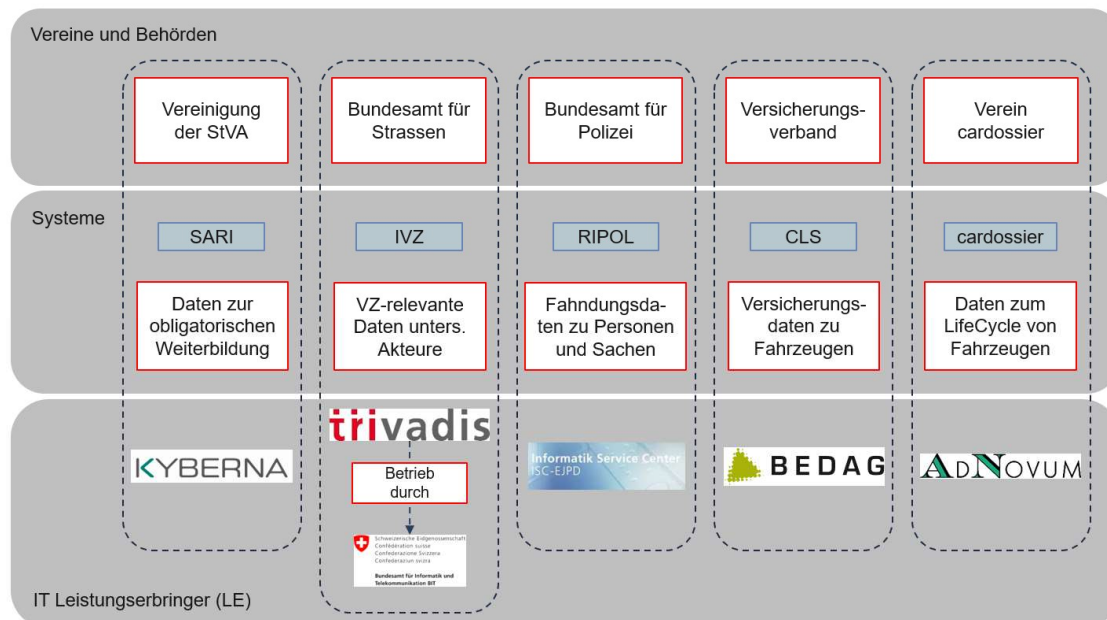 Vereine und Behörden
Vereinigung
der StVA
Bundesamt für
Strassen
Bundesamt für
Polizei
Versicherungs-
verband
Verein
cardossier
Systeme
SARI
IVZ
RIPOL
CLS
cardossier
Daten zur
obligatorischen
Weiterbildung
VZ-relevante
Daten unters.
Akteure
Fahndungsda-
ten zu Personen
und Sachen
Versicherungs-
daten zu
Fahrzeugen
Daten zum
LifeCycle von
Fahrzeugen
KYBERNA
trivadis
Betrieb
durch
Schweizerische Eidgenossenschaft
Confédération suisse
Confederazione Svizzera
Confederaziun svizra
Bundesamt für Informatik und
Telekommunikation BIT
Informatik Service Center
ISC-EJPD
BEDAG
ADNOVUM
IT Leistungserbringer (LE)